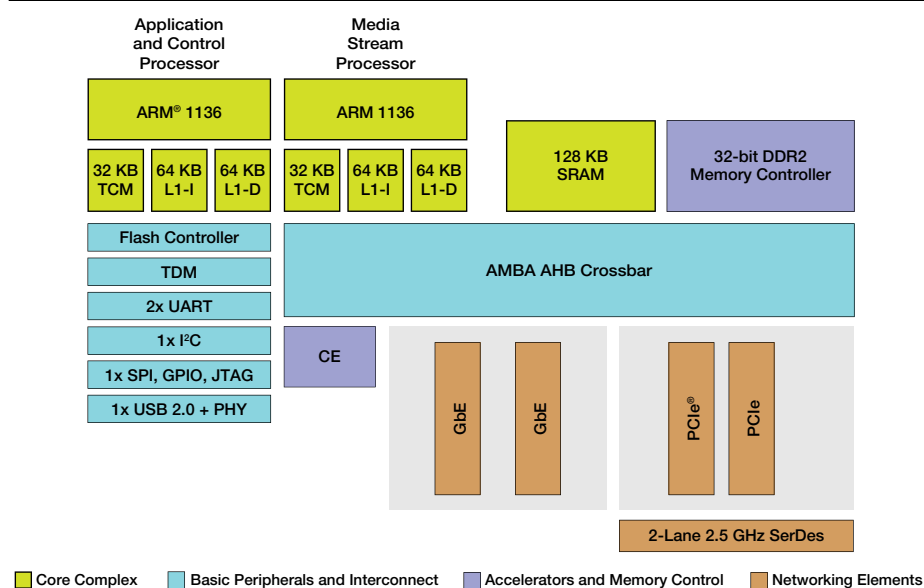 Application
and Control
Processor
Media
Stream
Processor
ARM® 1136
ARM 1136
32 KB
TCM
64 KB
L1-I
64 KB
L1-D
32 KB
TCM
64 KB
L1-I
64 KB
L1-D
128 KB
SRAM
32-bit DDR2
Memory Controller
Flash Controller
TDM
2x UART
1x I²C
1x SPI, GPIO, JTAG
1x USB 2.0 + PHY
AMBA AHB Crossbar
CE
GbE
GbE
PCIe®
PCIe
2-Lane 2.5 GHz SerDes
Core Complex
Basic Peripherals and Interconnect
Accelerators and Memory Control
Networking Elements